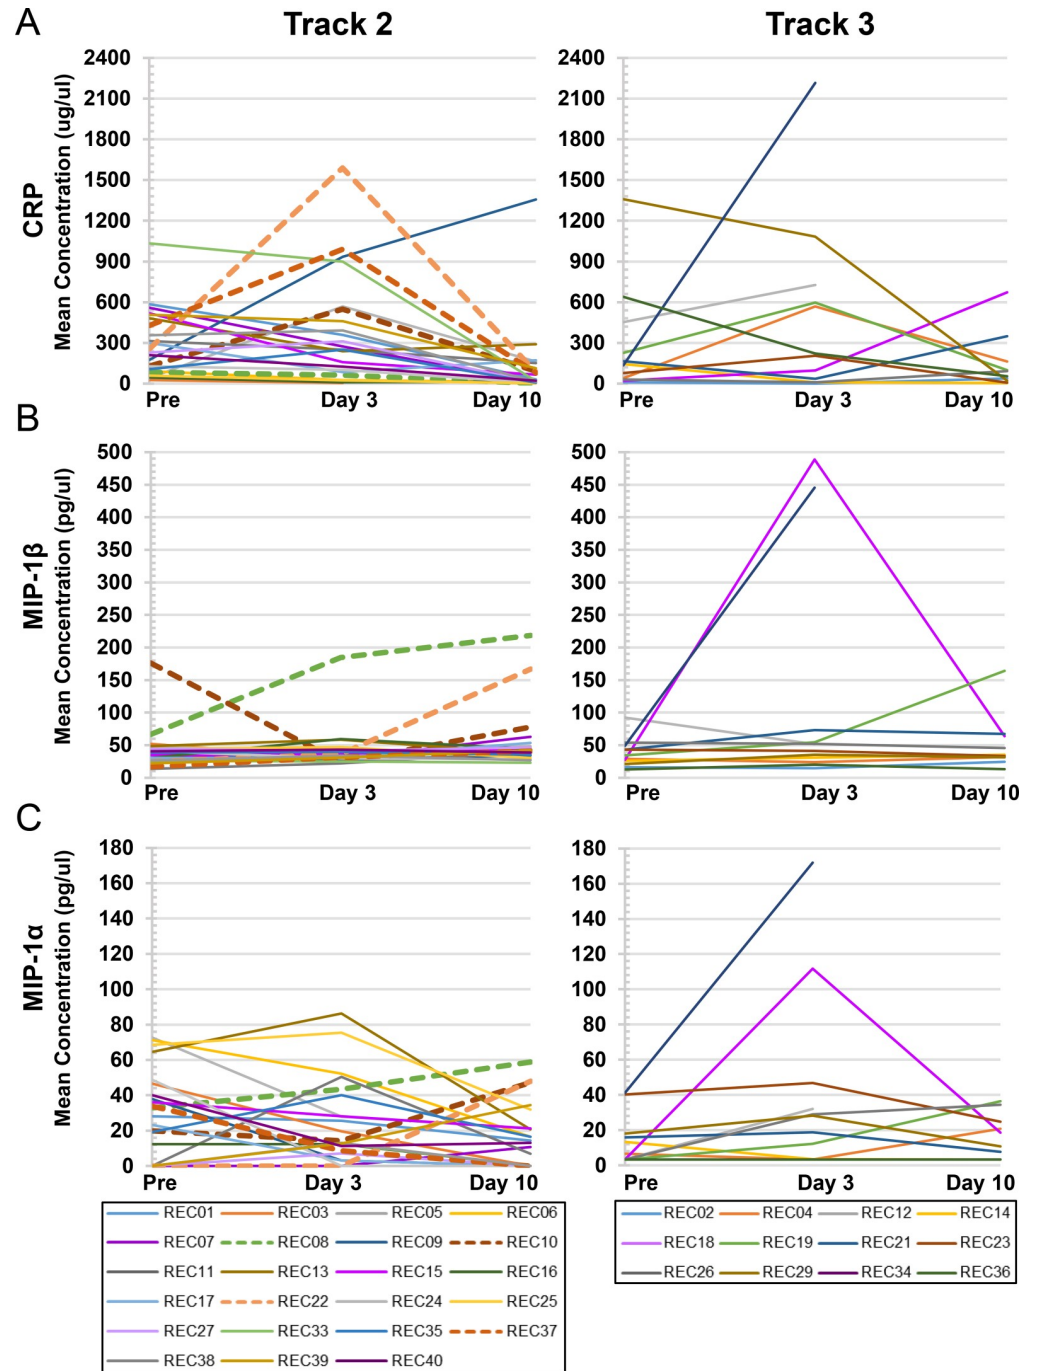 A
Track 2
Track 3
CRP
Mean Concentration (ug/ul)
2400
2100
1800
1500
1200
900
600
300
0
Pre
Day 3
Day 10
2400
2100
1800
1500
1200
900
600
300
0
Pre
Day 3
Day 10
B
MIP-1β
Mean Concentration (pg/ul)
500
450
400
350
300
250
200
150
100
50
0
Pre
Day 3
Day 10
500
450
400
350
300
250
200
150
100
50
0
Pre
Day 3
Day 10
C
MIP-1α
Mean Concentration (pg/ul)
180
160
140
120
100
80
60
40
20
0
Pre
Day 3
Day 10
180
160
140
120
100
80
60
40
20
0
Pre
Day 3
Day 10
REC01 REC03 REC05 REC06
REC07 REC08 REC09 REC10
REC11 REC13 REC15 REC16
REC17 REC22 REC24 REC25
REC27 REC33 REC35 REC37
REC38 REC39 REC40
REC02 REC04 REC12 REC14
REC18 REC19 REC21 REC23
REC26 REC29 REC34 REC36